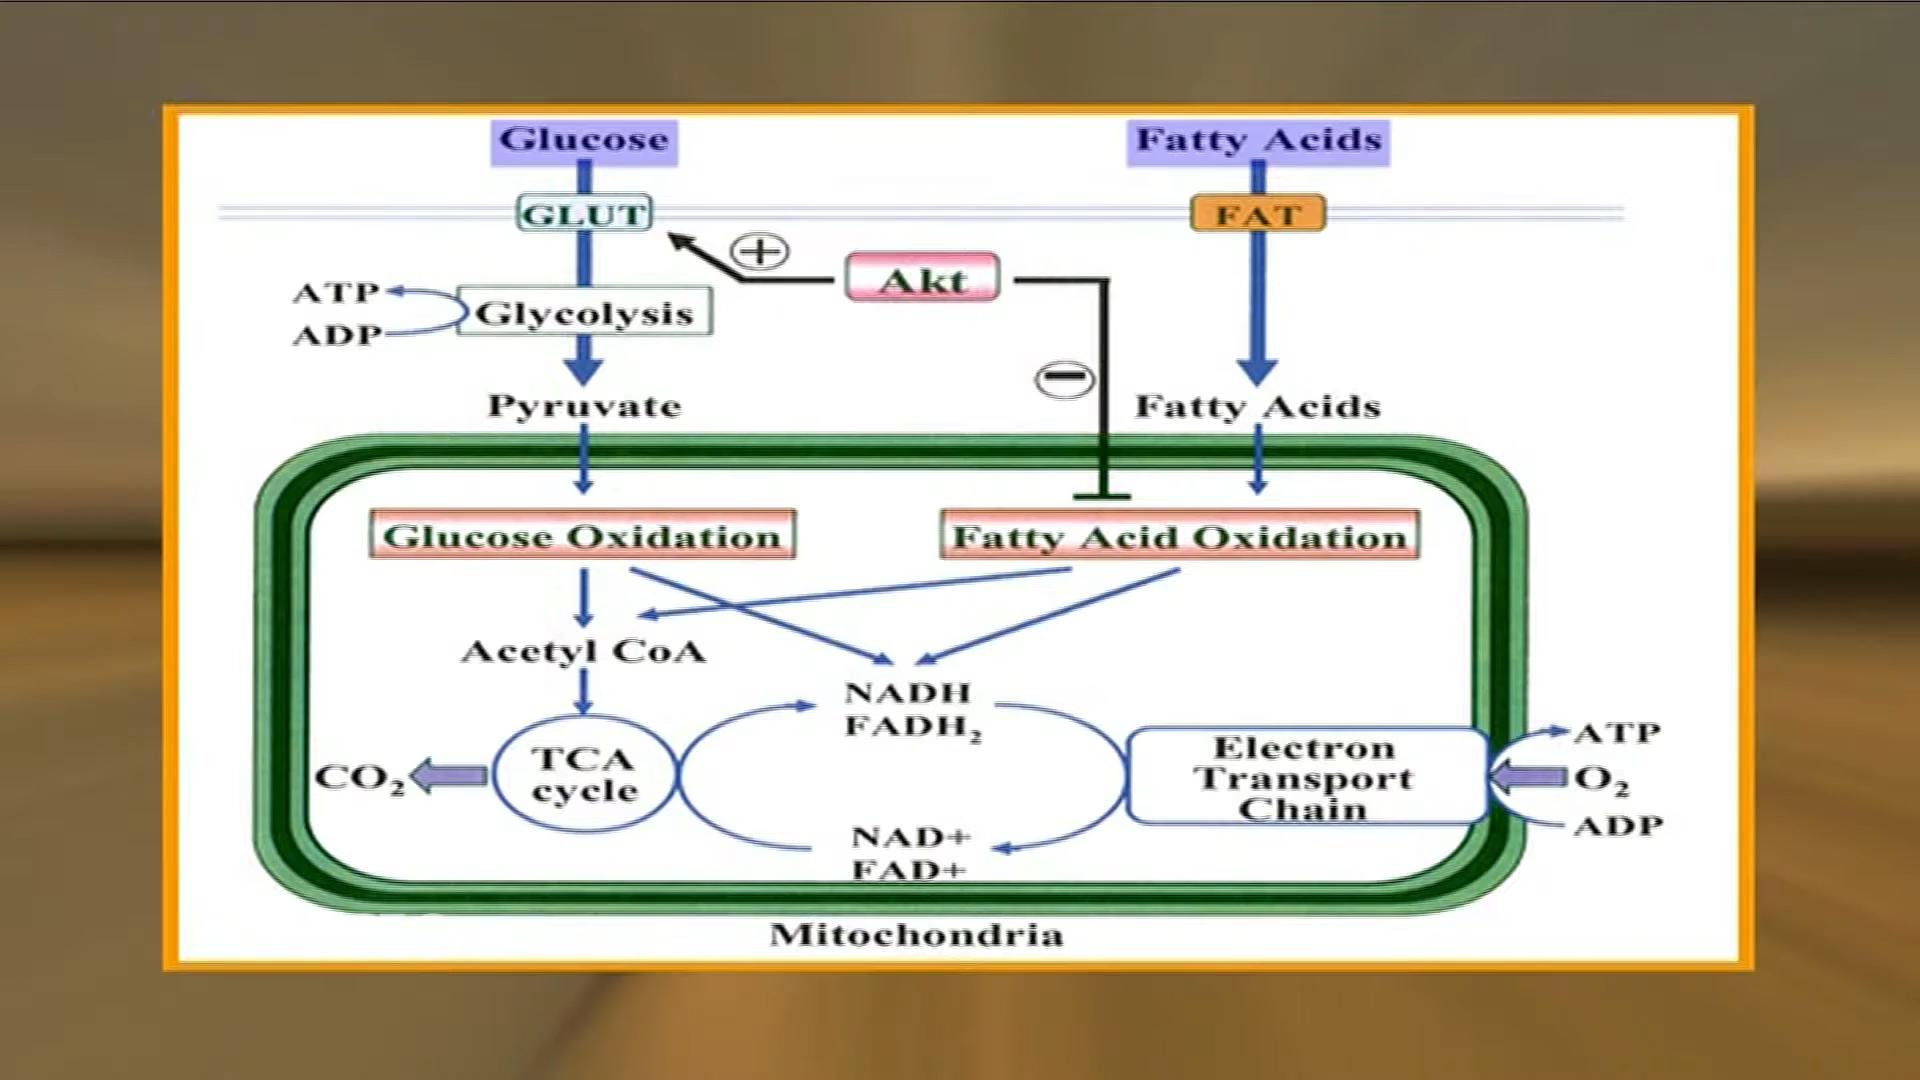 Glucose
Fatty Acids
GLUT
FAT
+
Akt
ATP
Glycolysis
ADP
−
Pyruvate
Fatty Acids
Glucose Oxidation
Fatty Acid Oxidation
Acetyl CoA
NADH
FADH₂
TCA
cycle
CO₂
Electron
Transport
Chain
ATP
O₂
ADP
NAD+
FAD+
Mitochondria